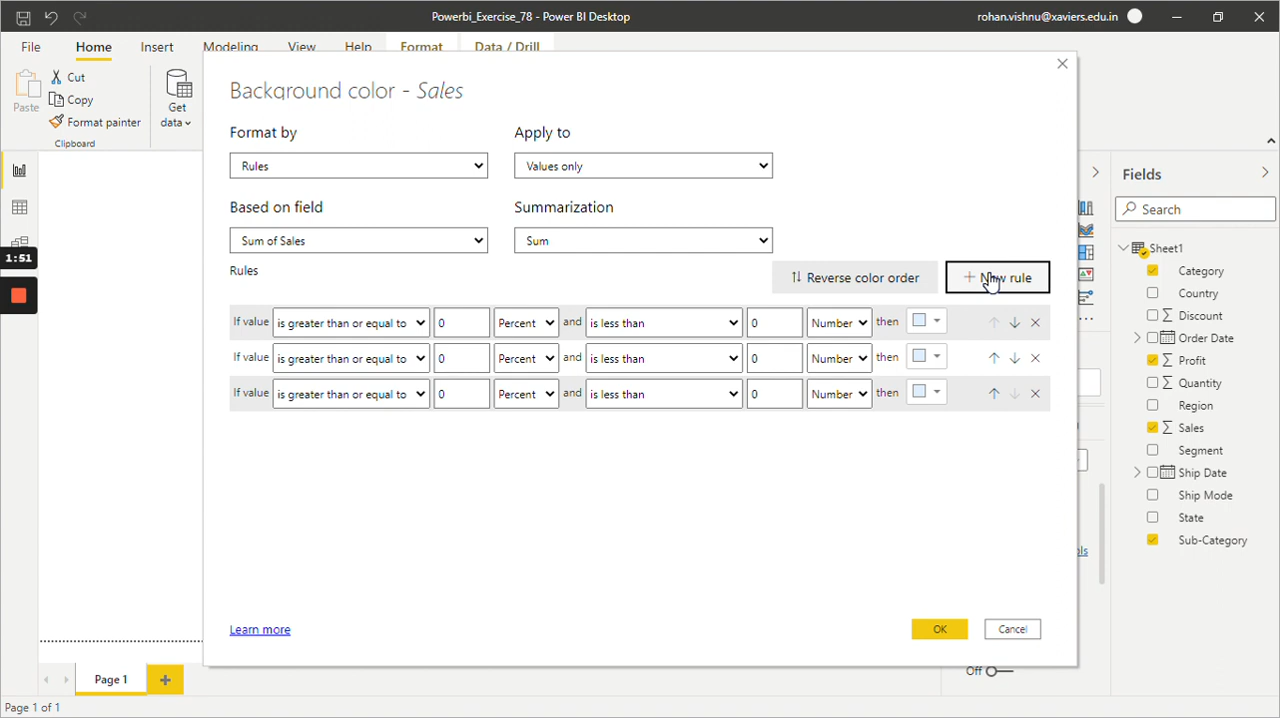 Powerbi_Exercise_78 - Power BI Desktop
rohan.vishnu@xaviers.edu.in
File Home Insert Modeling View Help Format Data / Drill
Paste
Cut
Copy
Format painter
Clipboard
Get data
Background color - Sales
Format by
Apply to
Rules
Values only
Based on field
Summarization
Sum of Sales
Sum
Rules
Reverse color order
New rule
If value is greater than or equal to 0 Percent and is less than 0 Number then
If value is greater than or equal to 0 Percent and is less than 0 Number then
If value is greater than or equal to 0 Percent and is less than 0 Number then
Learn more
OK
Cancel
1:51
Off
Fields
Search
Sheet1
Category
Country
Discount
Order Date
Profit
Quantity
Region
Sales
Segment
Ship Date
Ship Mode
State
Sub-Category
Page 1
Page 1 of 1